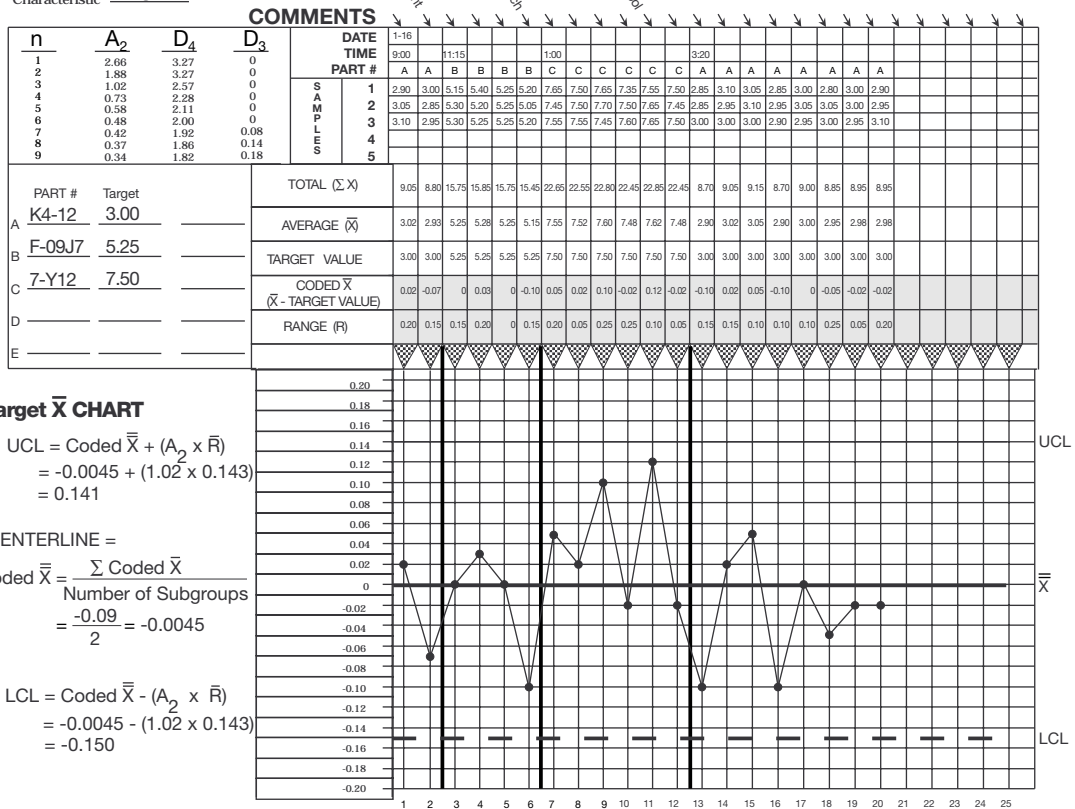 Characteristic
COMMENTS
n A2 D4 D3
1 2.66 3.27 0
2 1.88 3.27 0
3 1.02 2.57 0
4 0.73 2.28 0
5 0.58 2.11 0
6 0.48 2.00 0
7 0.42 1.92 0.08
8 0.37 1.86 0.14
9 0.34 1.82 0.18
DATE 1-16
TIME 9:00 11:15 1:00 3:20
PART # A A B B B B C C C C C C A A A A A A A A
SAMPLES
1 2.90 3.00 5.15 5.40 5.25 5.20 7.65 7.50 7.65 7.35 7.55 7.50 2.85 3.10 3.05 2.85 3.00 2.80 3.00 2.90
2 3.05 2.85 5.30 5.20 5.25 5.05 7.45 7.50 7.70 7.50 7.65 7.45 2.85 2.95 3.10 2.95 3.05 3.05 3.00 2.95
3 3.10 2.95 5.30 5.25 5.25 5.20 7.55 7.55 7.45 7.60 7.65 7.50 3.00 3.00 3.00 2.90 2.95 3.00 2.95 3.10
4
5
TOTAL (Σ X) 9.05 8.80 15.75 15.85 15.75 15.45 22.65 22.55 22.80 22.45 22.85 22.45 8.70 9.05 9.15 8.70 9.00 8.85 8.95 8.95
AVERAGE (X̄) 3.02 2.93 5.25 5.28 5.25 5.15 7.55 7.52 7.60 7.48 7.62 7.48 2.90 3.02 3.05 2.90 3.00 2.95 2.98 2.98
TARGET VALUE 3.00 3.00 5.25 5.25 5.25 5.25 7.50 7.50 7.50 7.50 7.50 7.50 3.00 3.00 3.00 3.00 3.00 3.00 3.00 3.00
CODED X̄
(X̄ - TARGET VALUE) 0.02 -0.07 0 0.03 0 -0.10 0.05 0.02 0.10 -0.02 0.12 -0.02 -0.10 0.02 0.05 -0.10 0 -0.05 -0.02 -0.02
RANGE (R) 0.20 0.15 0.15 0.20 0 0.15 0.20 0.05 0.25 0.25 0.10 0.05 0.15 0.15 0.10 0.10 0.10 0.25 0.05 0.20
PART # Target
A K4-12 3.00
B F-09J7 5.25
C 7-Y12 7.50
D
E
X̄ CHART
UCL = Coded X̿ + (A2 x R̄)
= -0.0045 + (1.02 x 0.143)
= 0.141
ENTERLINE =
oded X̿ = Σ Coded X̄
Number of Subgroups
= -0.09
2
= -0.0045
LCL = Coded X̿ - (A2 x R̄)
= -0.0045 - (1.02 x 0.143)
= -0.150
0.20
0.18
0.16
0.14
0.12
0.10
0.08
0.06
0.04
0.02
0
-0.02
-0.04
-0.06
-0.08
-0.10
-0.12
-0.14
-0.16
-0.18
-0.20
UCL
X̿
LCL
1 2 3 4 5 6 7 8 9 10 11 12 13 14 15 16 17 18 19 20 21 22 23 24 25